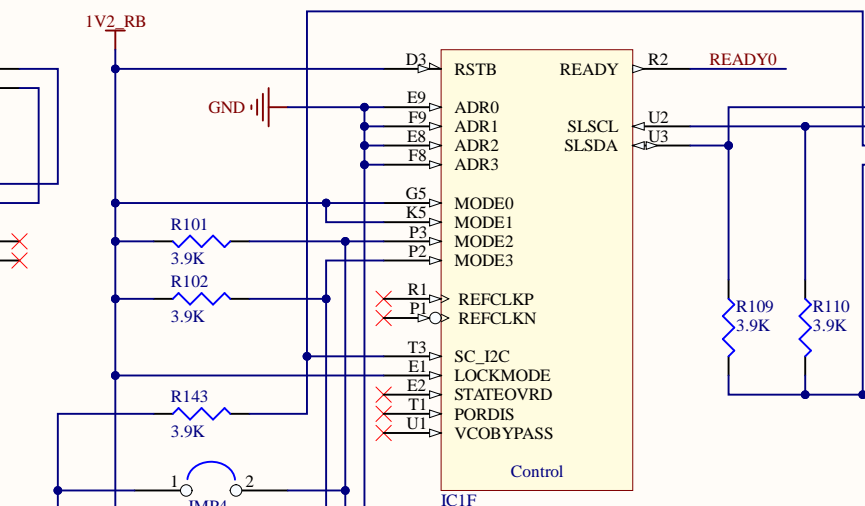 1V2_RB
D3 RSTB READY R2 READY0
GND E9 ADR0
F9 ADR1 SLSCL U2
E8 ADR2 SLSDA U3
F8 ADR3
G5 MODE0
K5 MODE1
R101 P3 MODE2
3.9K P2 MODE3
R102 R1 REFCLKP
3.9K P1 REFCLKN
R109 R110
3.9K 3.9K
T3 SC_I2C
E1 LOCKMODE
E2 STATEOVRD
R143 T1 PORDIS
3.9K U1 VCOBYPASS
Control
1 2
JMP4 IC1F